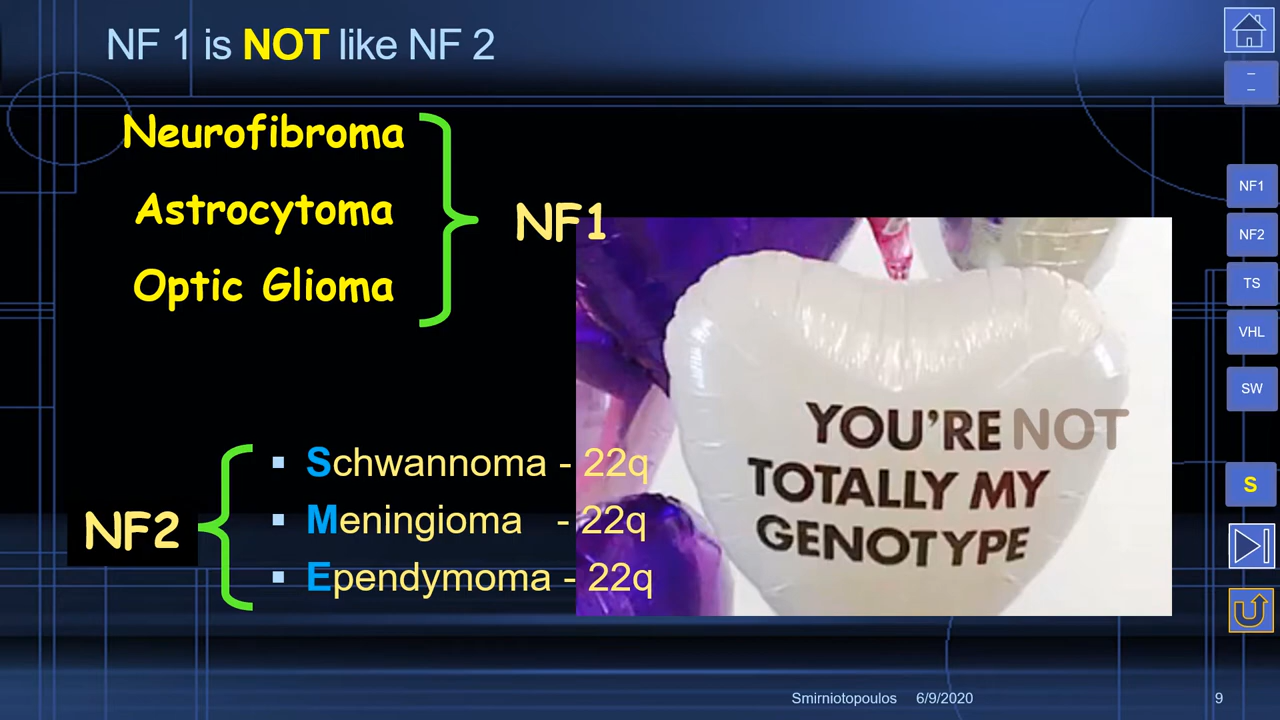 NF 1 is NOT like NF 2
Neurofibroma
Astrocytoma
Optic Glioma
NF1
NF2
▪ Schwannoma - 22q
▪ Meningioma - 22q
▪ Ependymoma - 22q
YOU'RE NOT
TOTALLY MY
GENOTYPE
NF1
NF2
TS
VHL
SW
S
Smirniotopoulos 6/9/2020 9